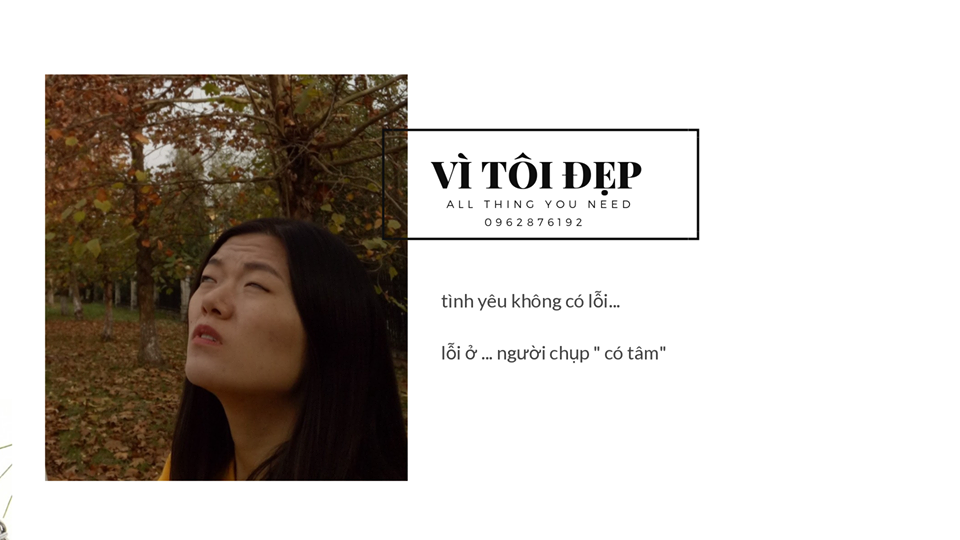 VÌ TÔI ĐẸP
ALL THING YOU NEED
0962876192
tình yêu không có lỗi...
lỗi ở ... người chụp " có tâm"